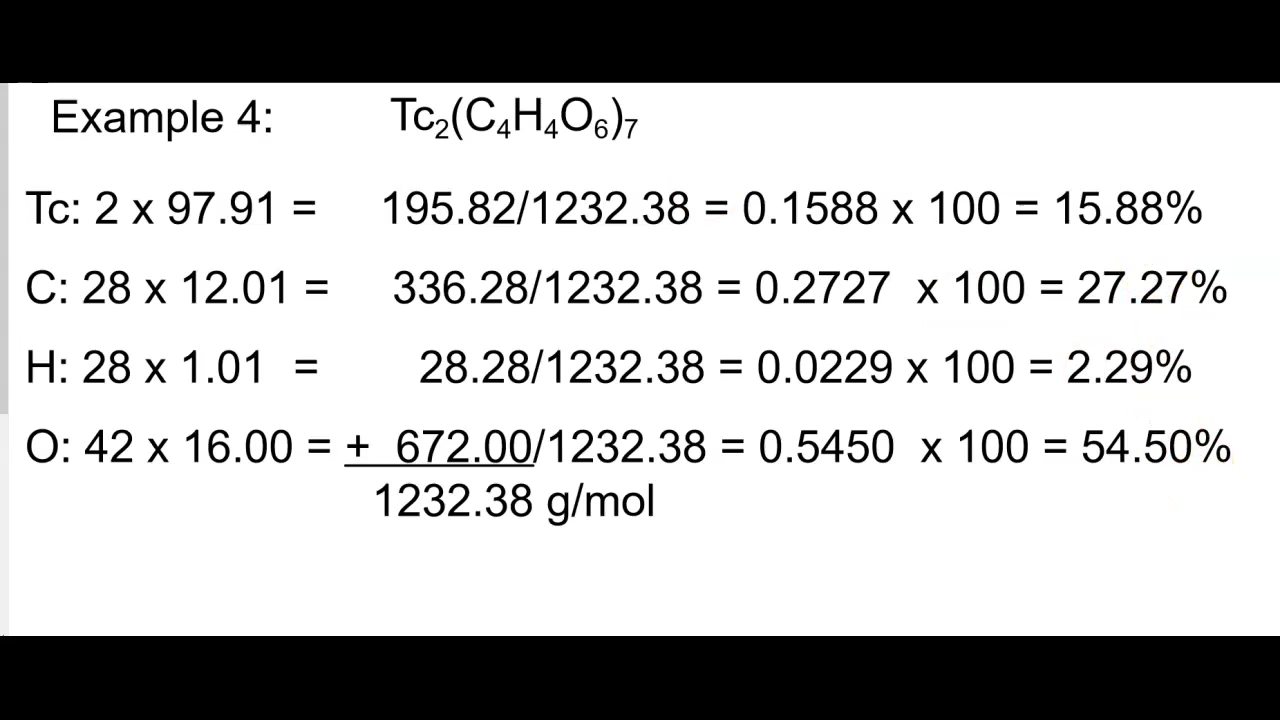 Example 4: Tc₂(C₄H₄O₆)₇
Tc: 2 x 97.91 = 195.82/1232.38 = 0.1588 x 100 = 15.88%
C: 28 x 12.01 = 336.28/1232.38 = 0.2727 x 100 = 27.27%
H: 28 x 1.01 = 28.28/1232.38 = 0.0229 x 100 = 2.29%
O: 42 x 16.00 = + 672.00/1232.38 = 0.5450 x 100 = 54.50%
1232.38 g/mol